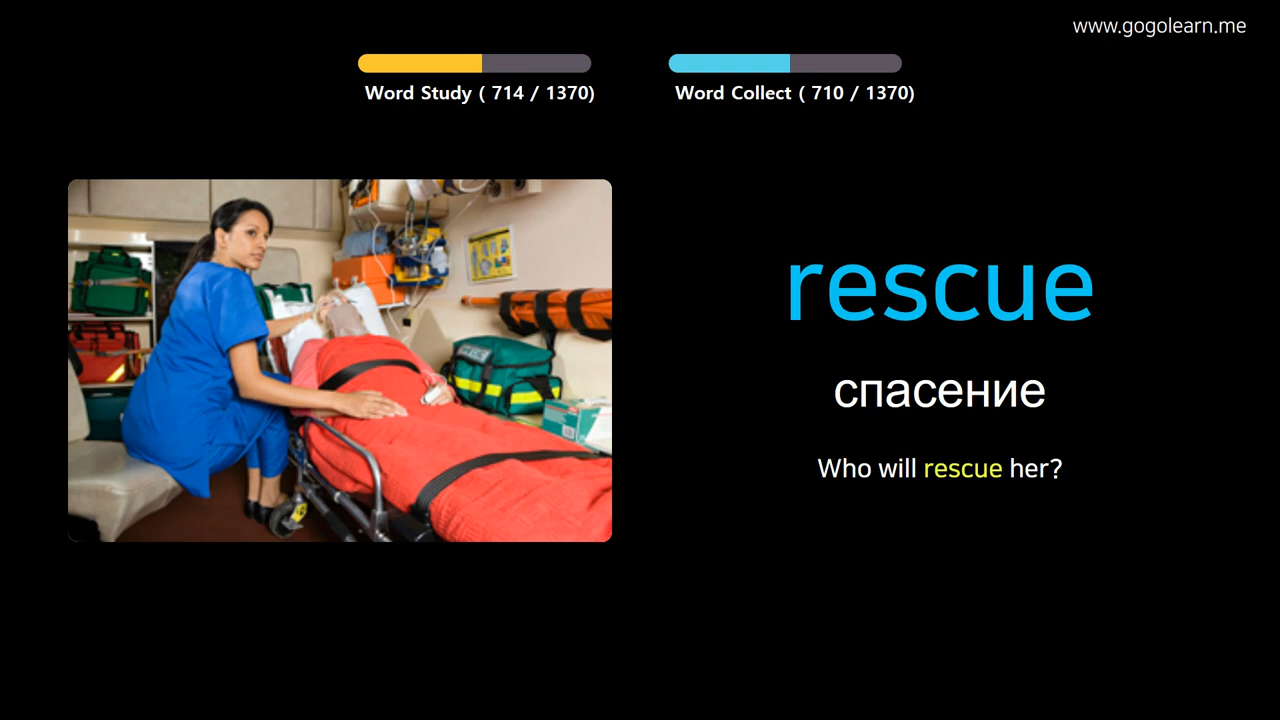 www.gogolearn.me
Word Study ( 714 / 1370)
Word Collect ( 710 / 1370)
rescue
спасение
Who will rescue her?